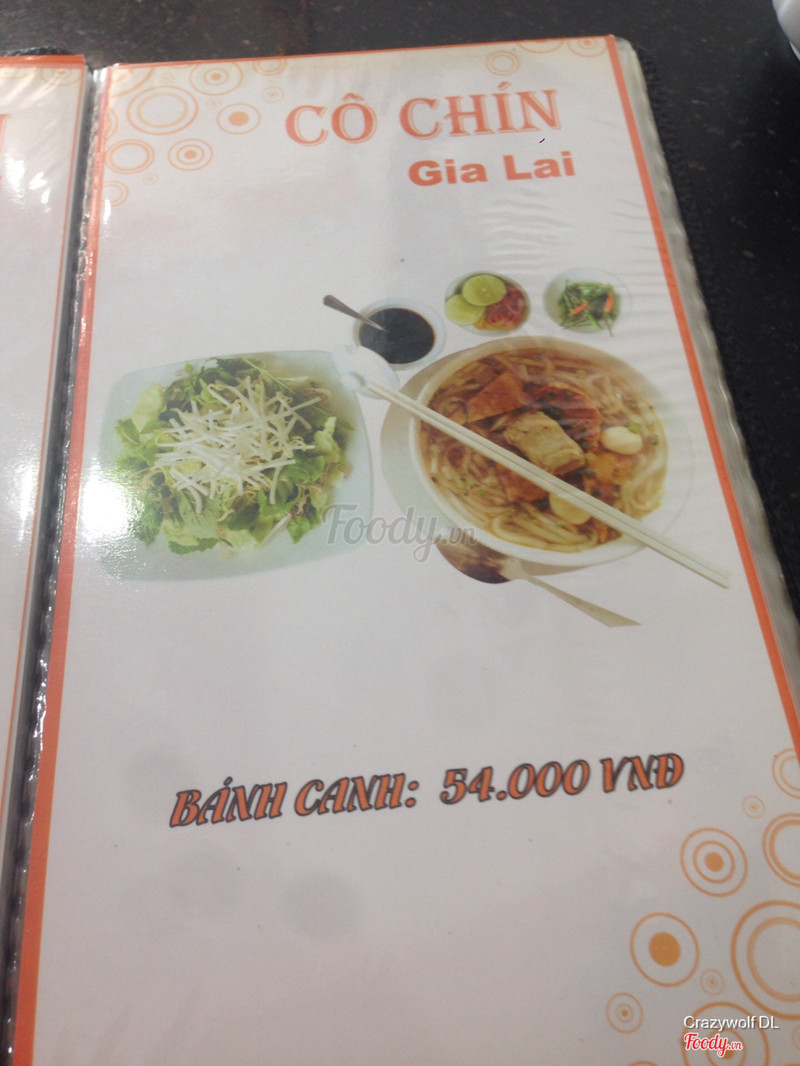 CÔ CHÍN
Gia Lai
Foody.vn
BÁNH CANH: 54.000 VNĐ
Crazywolf DL
Foody.vn